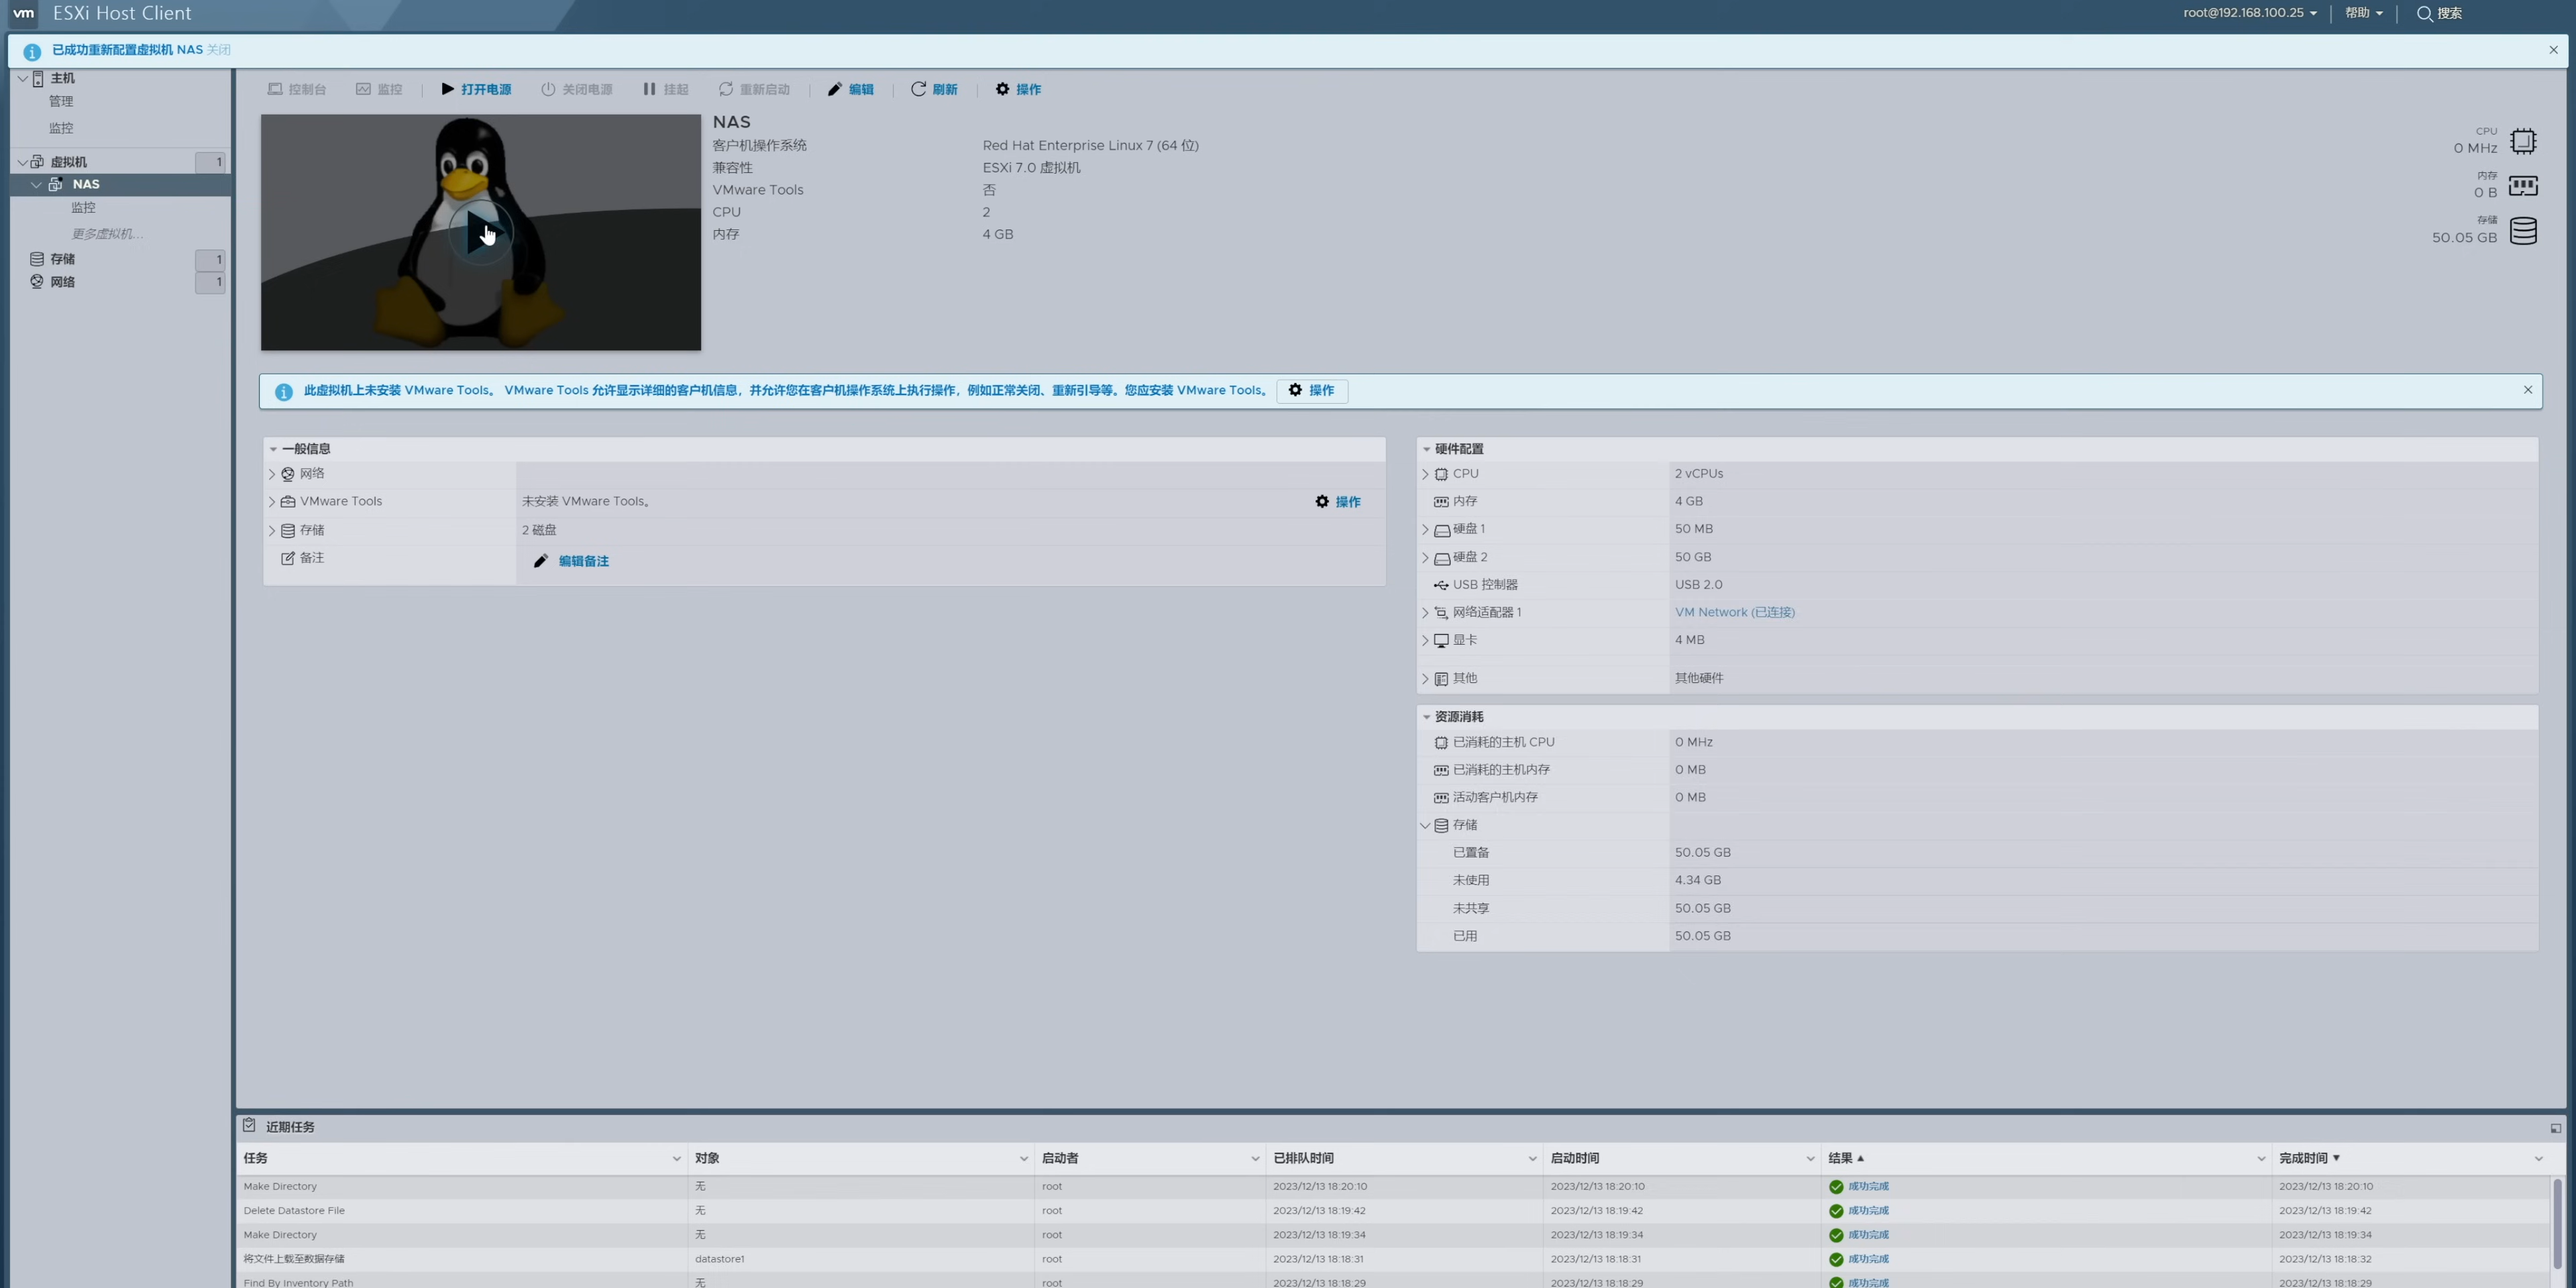 vm ESXi Host Client
root@192.168.100.25 帮助 搜索
已成功重新配置虚拟机 NAS 关闭
主机
管理
监控
虚拟机 1
NAS
监控
更多虚拟机...
存储 1
网络 1
控制台 监控 打开电源 关闭电源 挂起 重新启动 编辑 刷新 操作
NAS
客户机操作系统 Red Hat Enterprise Linux 7 (64 位)
兼容性 ESXi 7.0 虚拟机
VMware Tools 否
CPU 2
内存 4 GB
CPU
0 MHz
内存
0 B
存储
50.05 GB
此虚拟机上未安装 VMware Tools。 VMware Tools 允许显示详细的客户机信息，并允许您在客户机操作系统上执行操作，例如正常关闭、重新引导等。您应安装 VMware Tools。 操作
一般信息
网络
VMware Tools 未安装 VMware Tools。 操作
存储 2 磁盘
备注 编辑备注
硬件配置
CPU 2 vCPUs
内存 4 GB
硬盘 1 50 MB
硬盘 2 50 GB
USB 控制器 USB 2.0
网络适配器 1 VM Network (已连接)
显卡 4 MB
其他 其他硬件
资源消耗
已消耗的主机 CPU 0 MHz
已消耗的主机内存 0 MB
活动客户机内存 0 MB
存储
已置备 50.05 GB
未使用 4.34 GB
未共享 50.05 GB
已用 50.05 GB
近期任务
任务 对象 启动者 已排队时间 启动时间 结果 完成时间
Make Directory 无 root 2023/12/13 18:20:10 2023/12/13 18:20:10 成功完成 2023/12/13 18:20:10
Delete Datastore File 无 root 2023/12/13 18:19:42 2023/12/13 18:19:42 成功完成 2023/12/13 18:19:42
Make Directory 无 root 2023/12/13 18:19:34 2023/12/13 18:19:34 成功完成 2023/12/13 18:19:34
将文件上载至数据存储 datastore1 root 2023/12/13 18:18:31 2023/12/13 18:18:31 成功完成 2023/12/13 18:18:32
Find By Inventory Path 无 root 2023/12/13 18:18:29 2023/12/13 18:18:29 成功完成 2023/12/13 18:18:29